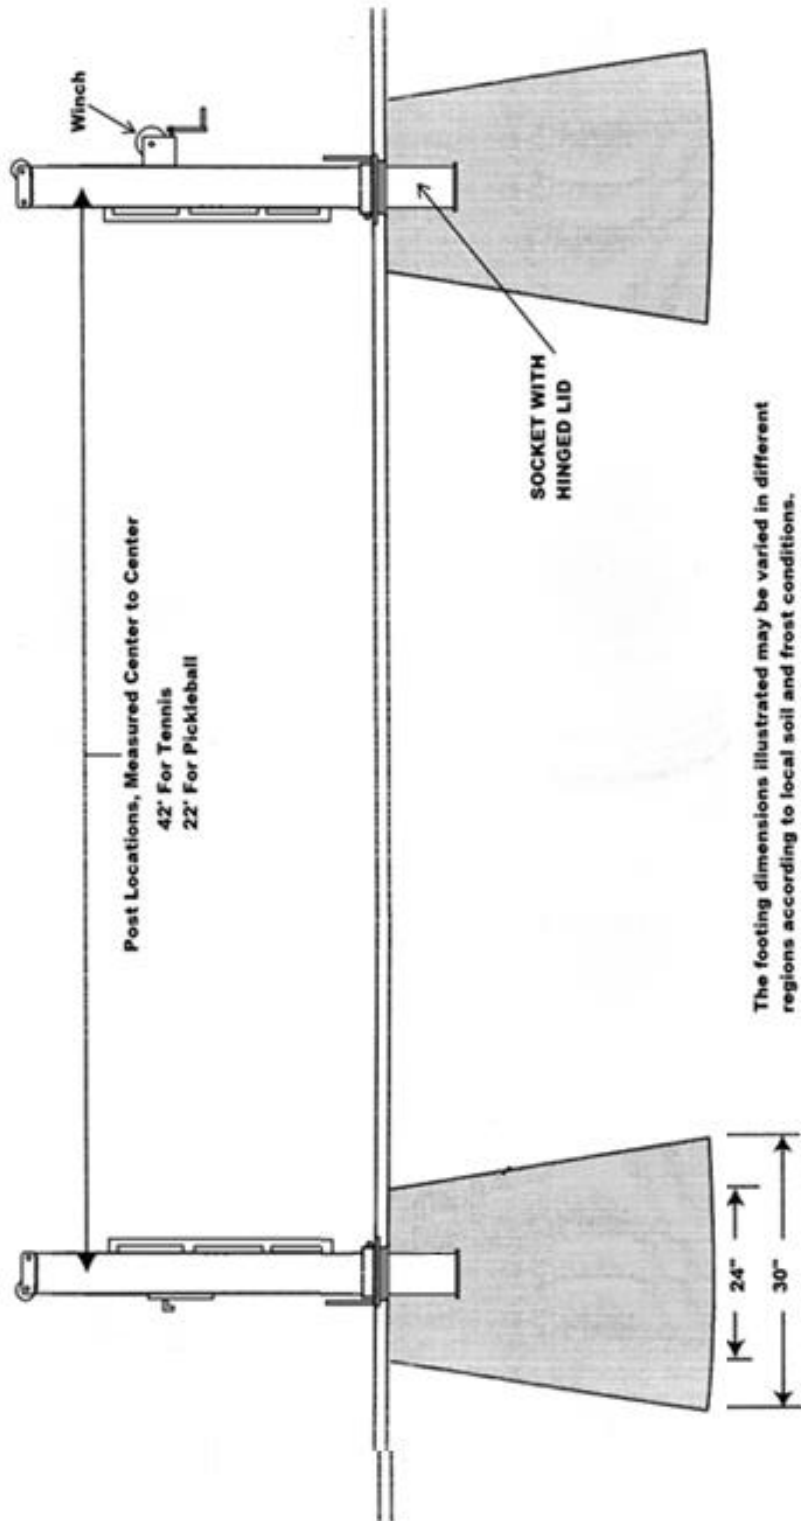 Winch
Post Locations, Measured Center to Center
42' For Tennis
22' For Pickleball
SOCKET WITH
HINGED LID
24"
30"
The footing dimensions illustrated may be varied in different
regions according to local soil and frost conditions.